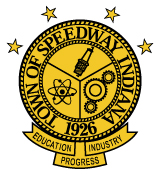 TOWN OF SPEEDWAY, INDIANA
1926
EDUCATION
INDUSTRY
PROGRESS